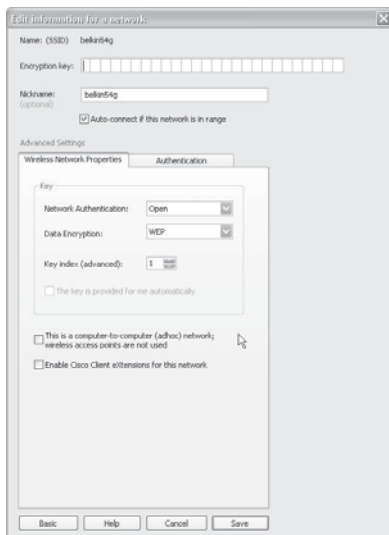 Edit information for a network
Name: (SSID) belkin54g
Encryption key:
Nickname: belkin54g
(optional)
Auto-connect if this network is in range
Advanced Settings
Wireless Network Properties Authentication
Key
Network Authentication: Open
Data Encryption: WEP
Key index (advanced): 1
The key is provided for me automatically
This is a computer-to-computer (adhoc) network;
wireless access points are not used
Enable Cisco Client eXtensions for this network
Basic Help Cancel Save